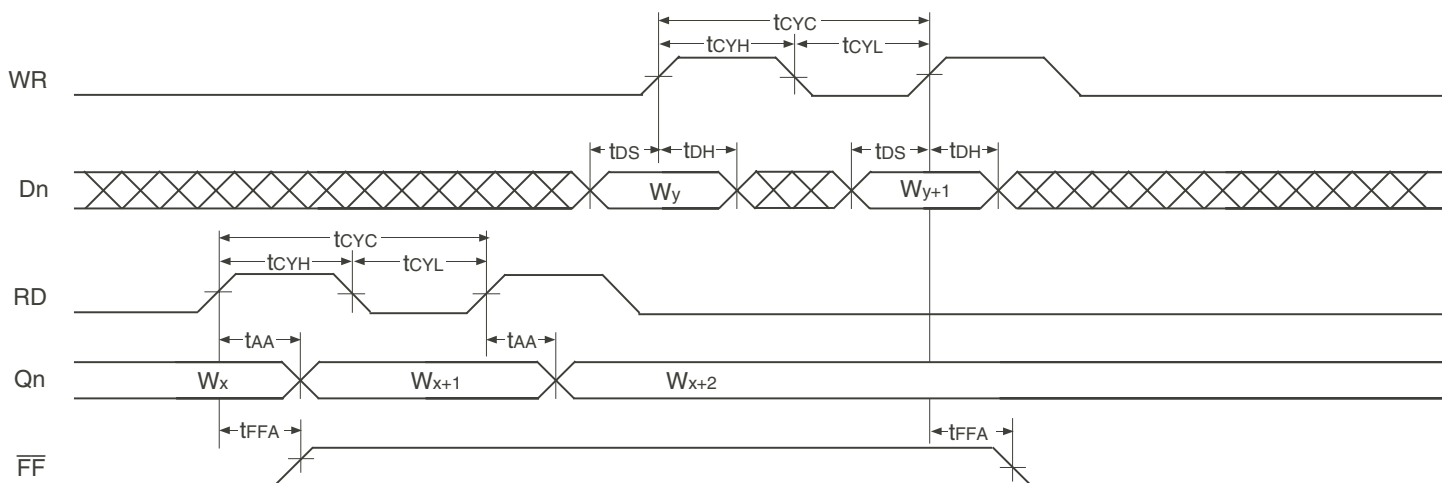 tCYC
tCYH tCYL
WR
tDS tDH tDS tDH
Dn Wy Wy+1
tCYC
tCYH tCYL
RD
tAA tAA
Qn Wx Wx+1 Wx+2
tFFA tFFA
F̅F̅